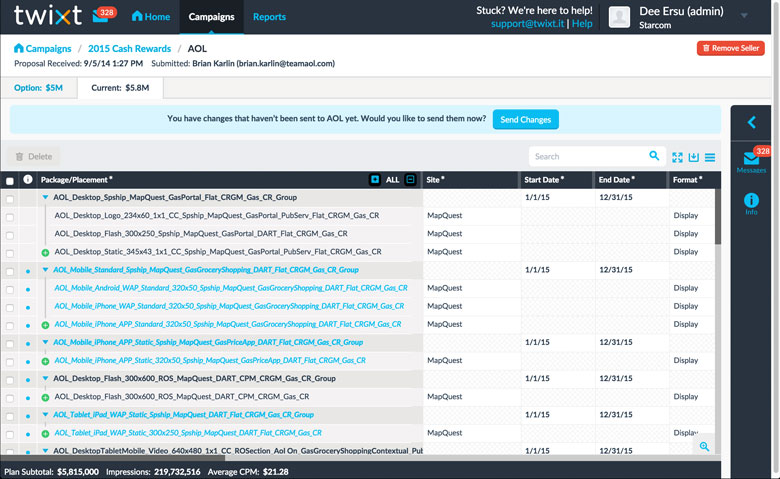 twixt 328 Home Campaigns Reports Stuck? We're here to help! Dee Ersu (admin)
support@twixt.it | Help Starcom
Campaigns / 2015 Cash Rewards / AOL Remove Seller
Proposal Received: 9/5/14 1:27 PM Submitted: Brian Karlin (brian.karlin@teamaol.com)
Option: $5M Current: $5.8M
You have changes that haven't been sent to AOL yet. Would you like to send them now? Send Changes
Delete Search
328
Messages
Info
Package/Placement * ALL Site * Start Date * End Date * Format *
AOL_Desktop_Spship_MapQuest_GasPortal_Flat_CRGM_Gas_CR_Group 1/1/15 12/31/15
AOL_Desktop_Logo_234x60_1x1_CC_Spship_MapQuest_GasPortal_PubServ_Flat_CRGM_Gas_CR MapQuest Display
AOL_Desktop_Flash_300x250_Spship_MapQuest_GasPortal_DART_Flat_CRGM_Gas_CR MapQuest Display
AOL_Desktop_Static_345x43_1x1_CC_Spship_MapQuest_GasPortal_PubServ_Flat_CRGM_Gas_CR MapQuest Display
AOL_Mobile_Standard_Spship_MapQuest_GasGroceryShopping_DART_Flat_CRGM_Gas_CR_Group 1/1/15 12/31/15
AOL_Mobile_Android_WAP_Standard_320x50_Spship_MapQuest_GasGroceryShopping_DART_Flat_CRGM_Gas_CR MapQuest Display
AOL_Mobile_iPhone_WAP_Standard_320x50_Spship_MapQuest_GasGroceryShopping_DART_Flat_CRGM_Gas_CR MapQuest Display
AOL_Mobile_iPhone_APP_Standard_320x50_Spship_MapQuest_GasGroceryShopping_DART_Flat_CRGM_Gas_CR MapQuest Display
AOL_Mobile_iPhone_APP_Static_Spship_MapQuest_GasPriceApp_DART_Flat_CRGM_Gas_CR_Group 1/1/15 12/31/15
AOL_Mobile_iPhone_APP_Static_320x50_Spship_MapQuest_GasPriceApp_DART_Flat_CRGM_Gas_CR MapQuest Display
AOL_Desktop_Flash_300x600_ROS_MapQuest_DART_CPM_CRGM_Gas_CR_Group 1/1/15 12/31/15
AOL_Desktop_Flash_300x600_ROS_MapQuest_DART_CPM_CRGM_Gas_CR MapQuest Display
AOL_Tablet_iPad_WAP_Static_Spship_MapQuest_DART_Flat_CRGM_Gas_CR_Group 1/1/15 12/31/15
AOL_Tablet_iPad_WAP_Static_300x250_Spship_MapQuest_DART_Flat_CRGM_Gas_CR MapQuest Display
AOL_DesktopTabletMobile_Video_640x480_1x1_CC_ROSection_Aol On_GasGroceryShoppingContextual_Pub 1/1/15 12/31/15
Plan Subtotal: $5,815,000 Impressions: 219,732,516 Average CPM: $21.28